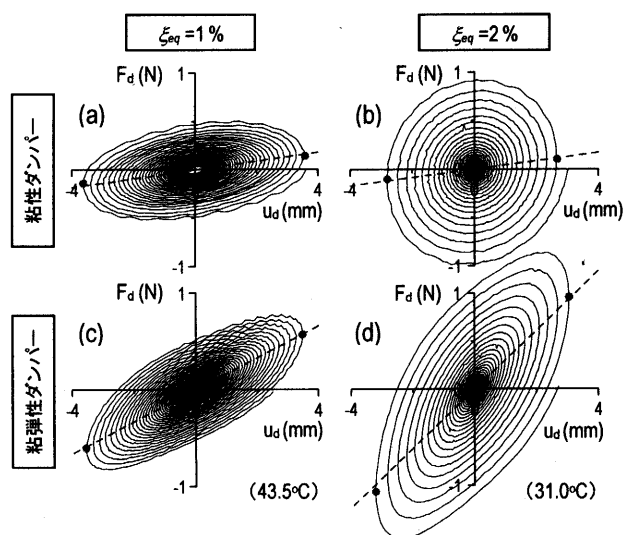 ξeq =1 %
ξeq =2 %
粘性ダンパー
(a)
Fd (N)
1
-4
4
ud (mm)
-1
(b)
Fd (N)
1
-4
4
ud (mm)
-1
粘弾性ダンパー
(c)
Fd (N)
1
-4
4
ud (mm)
-1
(43.5ºC)
(d)
Fd (N)
1
-4
4
ud (mm)
-1
(31.0ºC)